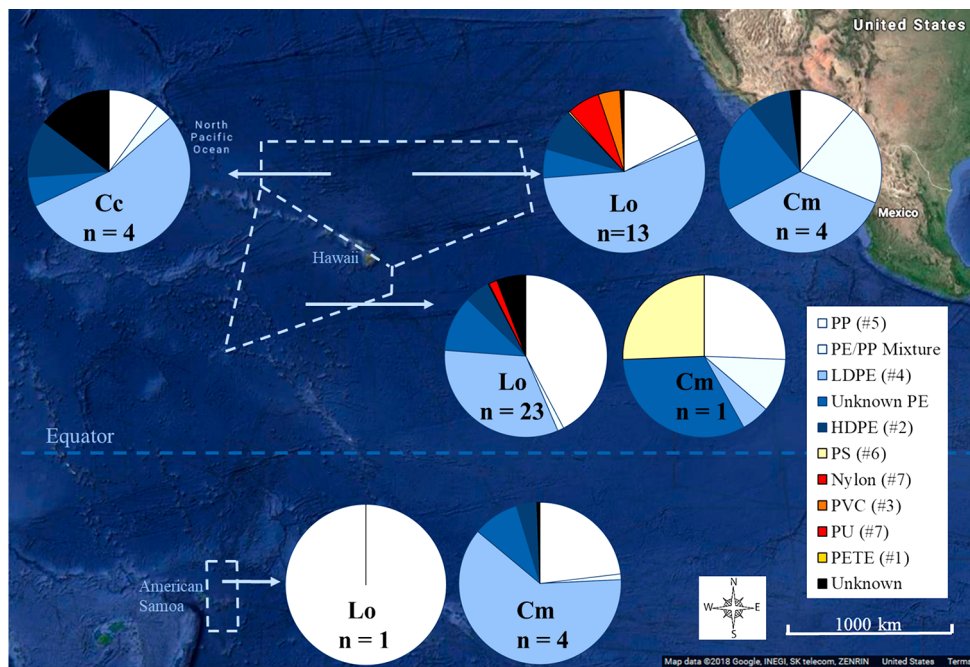 United States
North
Pacific
Ocean
Cc
n = 4
Lo
n=13
Cm
n = 4
Mexico
Hawaii
Lo
n = 23
Cm
n = 1
PP (#5)
PE/PP Mixture
LDPE (#4)
Unknown PE
HDPE (#2)
PS (#6)
Nylon (#7)
PVC (#3)
PU (#7)
PETE (#1)
Unknown
Equator
American
Samoa
Lo
n = 1
Cm
n = 4
N
W E
S
1000 km
Map data ©2018 Google, INEGI, SK telecom, ZENRIN United States Terms